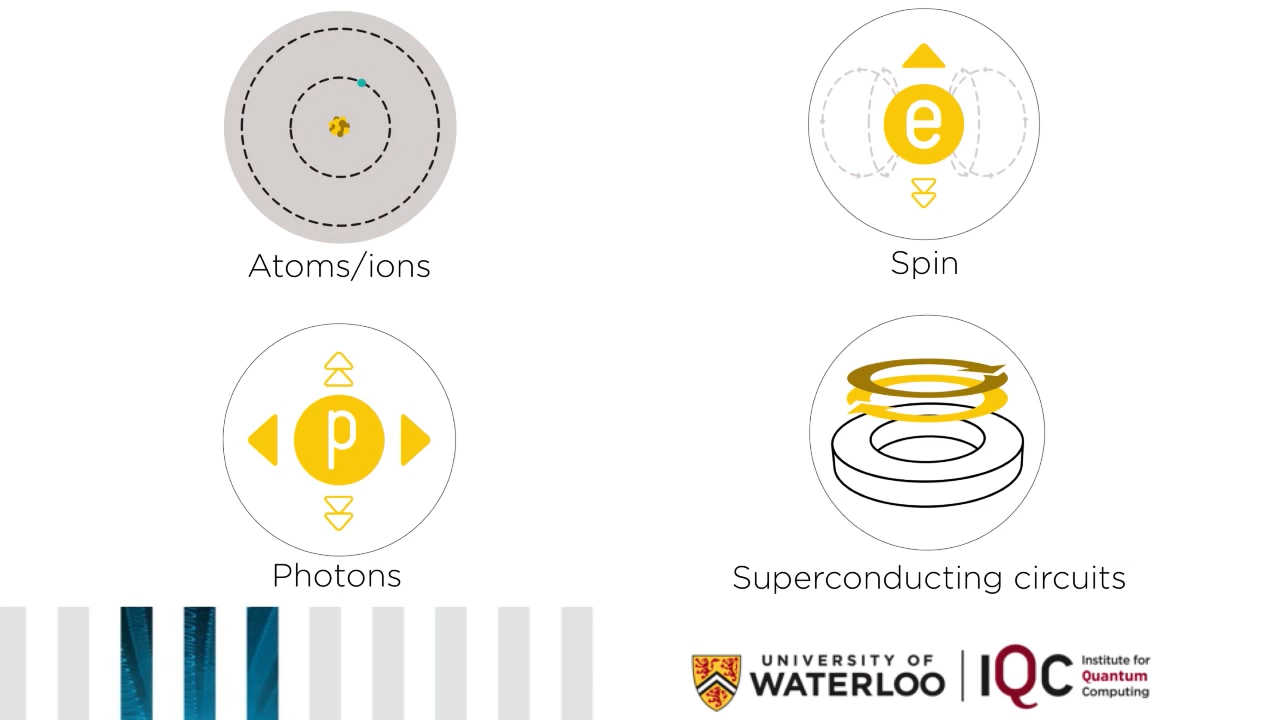 e
Atoms/ions
Spin
p
Photons
Superconducting circuits
UNIVERSITY OF
WATERLOO
IQC
Institute for
Quantum
Computing